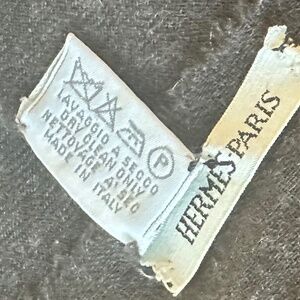 P
LAVAGGIO A SECCO
DRY CLEAN ONLY
NETTOYAGE A SEC
MADE IN ITALY
HERMES-PARIS